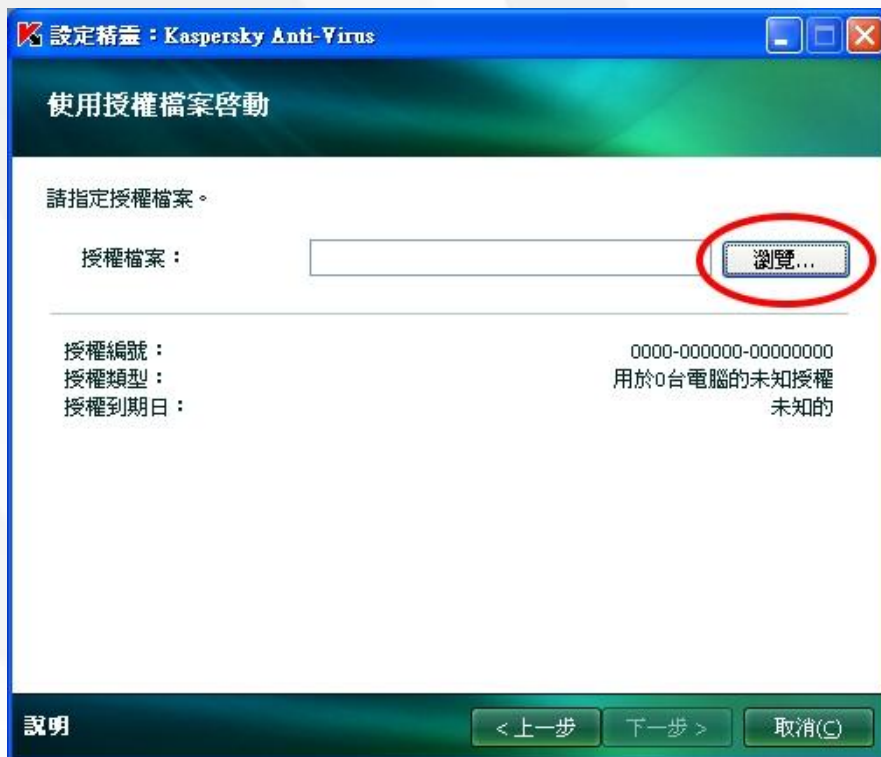 設定精靈：Kaspersky Anti-Virus
使用授權檔案啓動
請指定授權檔案。
授權檔案：
瀏覽...
授權編號： 0000-000000-00000000
授權類型： 用於0台電腦的未知授權
授權到期日： 未知的
說明 <上一步 下一步 > 取消(C)